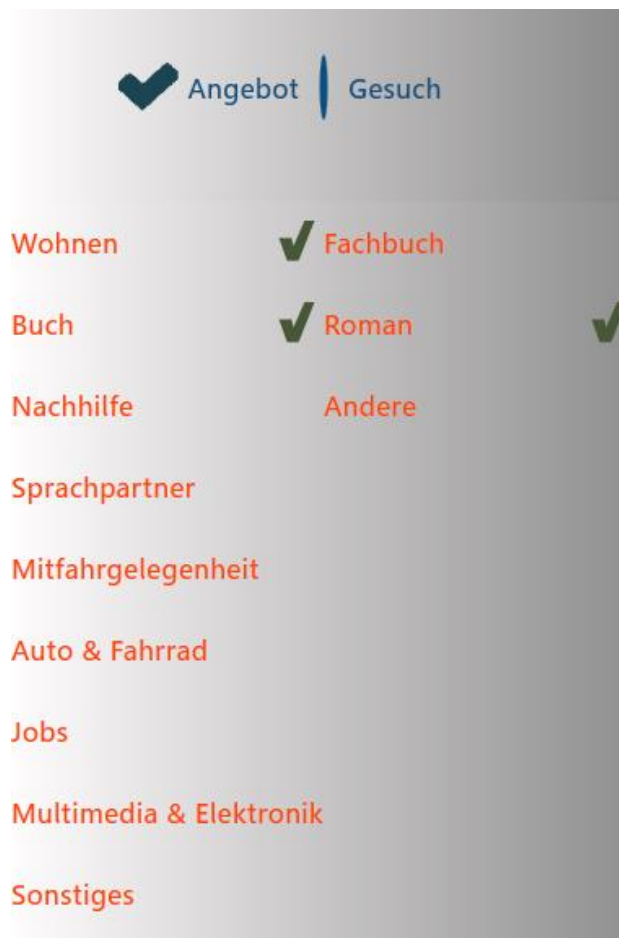 Angebot Gesuch
Wohnen Fachbuch
Buch Roman
Nachhilfe Andere
Sprachpartner
Mitfahrgelegenheit
Auto & Fahrrad
Jobs
Multimedia & Elektronik
Sonstiges